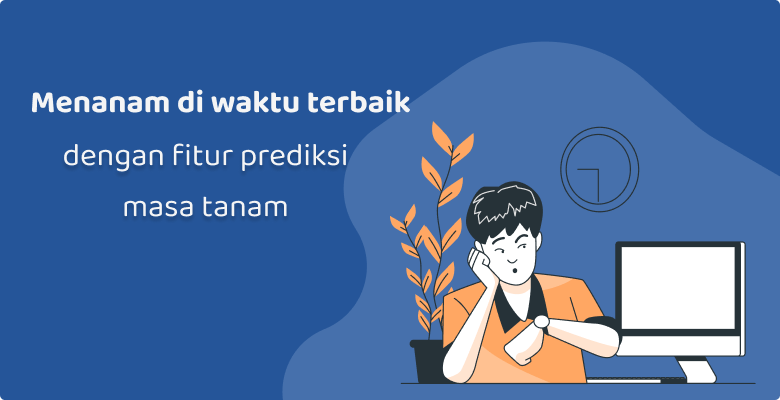 Menanam di waktu terbaik
dengan fitur prediksi
masa tanam